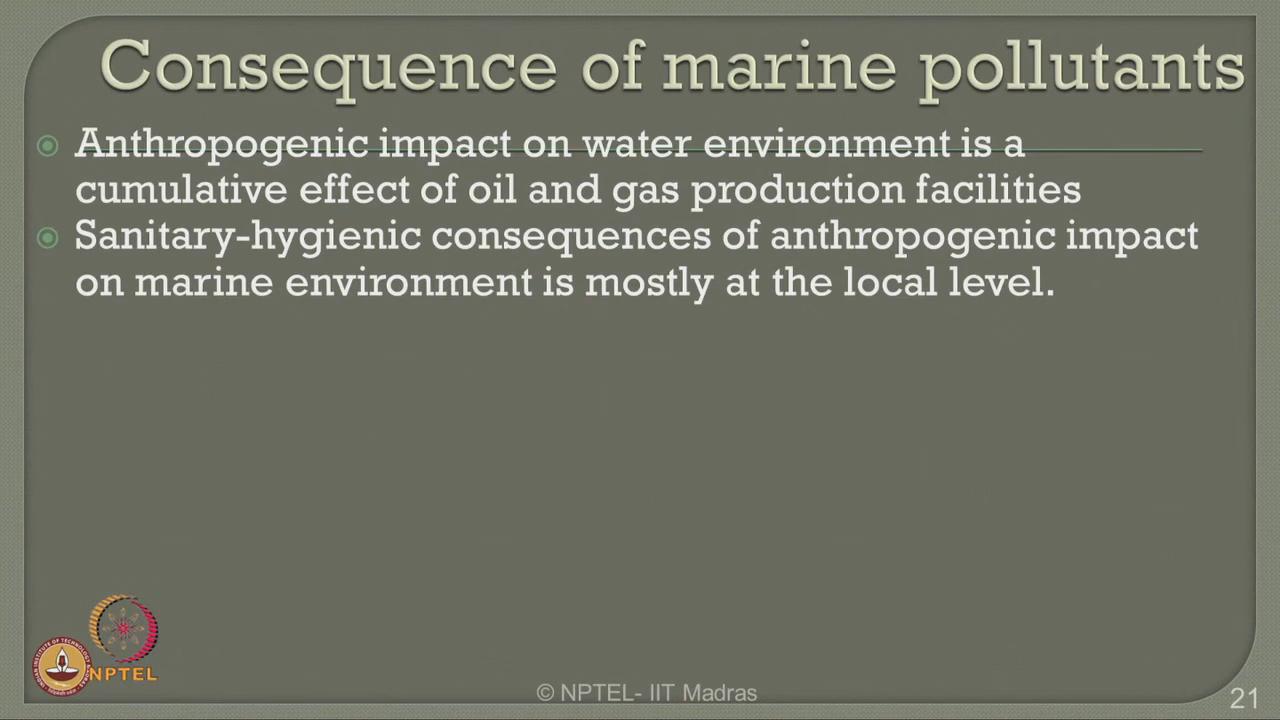 Consequence of marine pollutants
Anthropogenic impact on water environment is a
cumulative effect of oil and gas production facilities
Sanitary-hygienic consequences of anthropogenic impact
on marine environment is mostly at the local level.
NPTEL
© NPTEL- IIT Madras
21